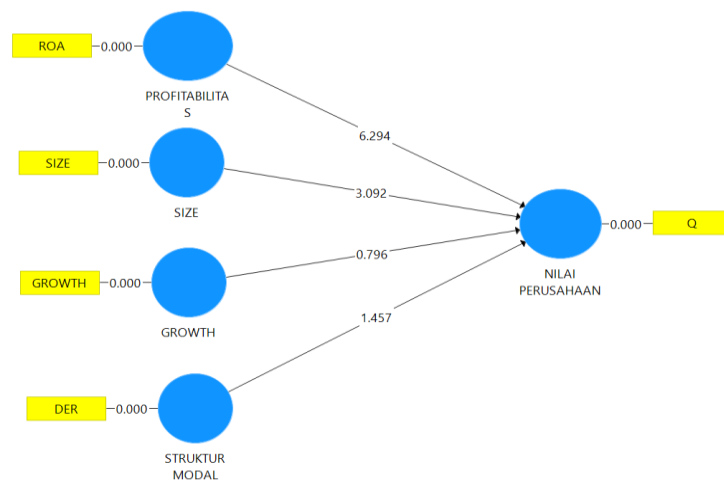 ROA
0.000
PROFITABILITA
S
6.294
SIZE
0.000
SIZE
3.092
GROWTH
0.000
GROWTH
0.796
DER
0.000
STRUKTUR
MODAL
1.457
NILAI
PERUSAHAAN
0.000
Q